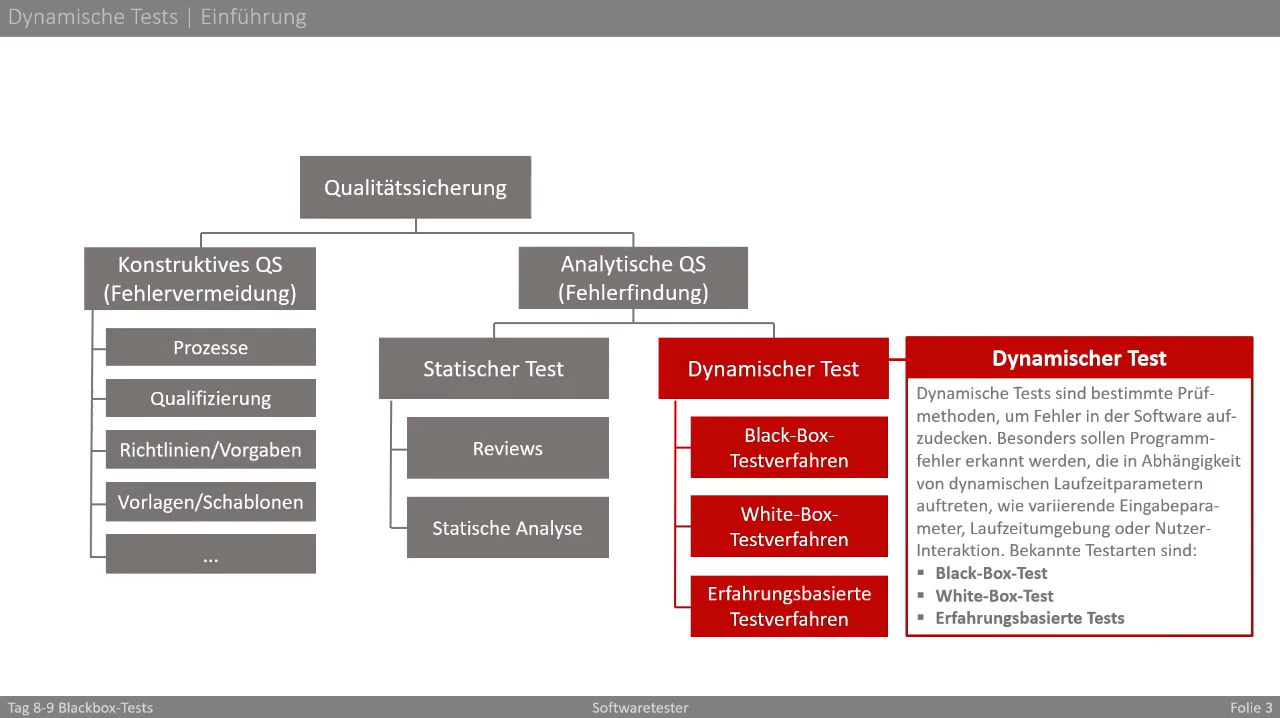 Dynamische Tests | Einführung
Qualitätssicherung
Konstruktives QS
(Fehlervermeidung)
Prozesse
Qualifizierung
Richtlinien/Vorgaben
Vorlagen/Schablonen
...
Analytische QS
(Fehlerfindung)
Statischer Test
Reviews
Statische Analyse
Dynamischer Test
Black-Box-
Testverfahren
White-Box-
Testverfahren
Erfahrungsbasierte
Testverfahren
Dynamischer Test
Dynamische Tests sind bestimmte Prüf-
methoden, um Fehler in der Software auf-
zudecken. Besonders sollen Programm-
fehler erkannt werden, die in Abhängigkeit
von dynamischen Laufzeitparametern
auftreten, wie variierende Eingabepara-
meter, Laufzeitumgebung oder Nutzer-
Interaktion. Bekannte Testarten sind:
▪ Black-Box-Test
▪ White-Box-Test
▪ Erfahrungsbasierte Tests
Tag 8-9 Blackbox-Tests
Softwaretester
Folie 3